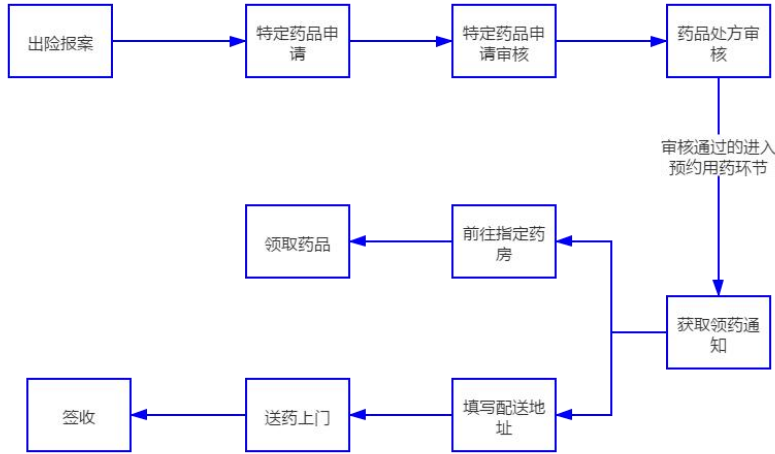 出险报案
特定药品申
请
特定药品申
请审核
药品处方审
核
审核通过的进入
预约用药环节
获取领药通
知
前往指定药
房
领取药品
填写配送地
址
送药上门
签收